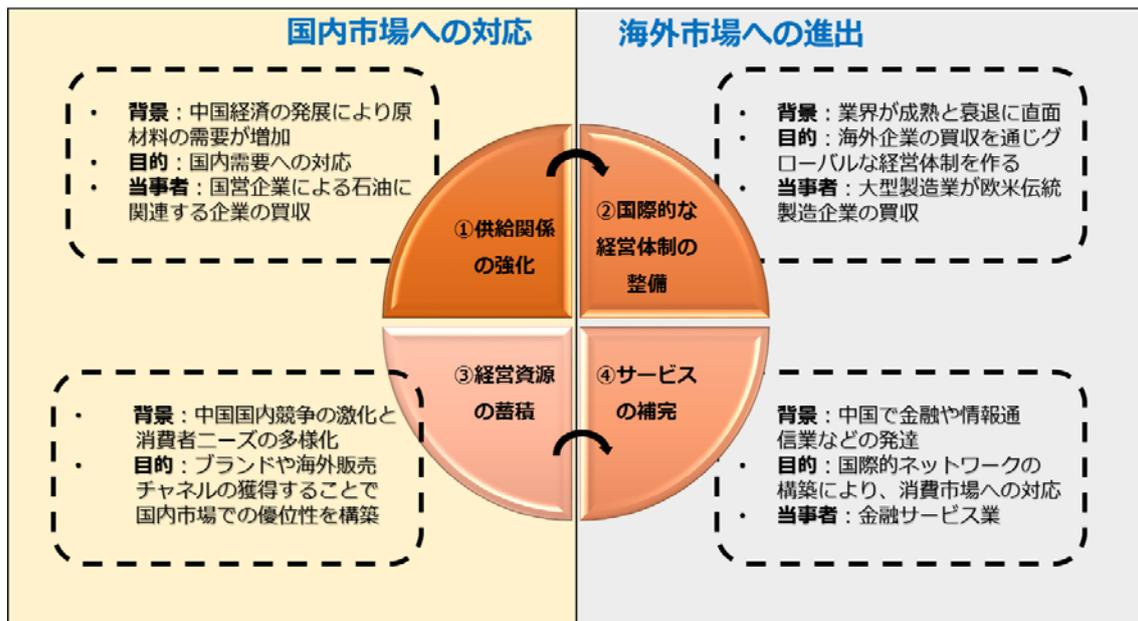 国内市場への対応
海外市場への進出
• 背景：中国経済の発展により原
材料の需要が増加
• 目的：国内需要への対応
• 当事者：国営企業による石油に
関連する企業の買収
• 背景：業界が成熟と衰退に直面
• 目的：海外企業の買収を通じグ
ローバルな経営体制を作る
• 当事者：大型製造業が欧米伝統
製造企業の買収
①供給関係
の強化
②国際的な
経営体制の
整備
③経営資源
の蓄積
④サービス
の補完
• 背景：中国国内競争の激化と
消費者ニーズの多様化
• 目的：ブランドや海外販売
チャネルの獲得することで
国内市場での優位性を構築
• 背景：中国で金融や情報通
信業などの発達
• 目的：国際的ネットワークの
構築により、消費市場への対応
• 当事者：金融サービス業